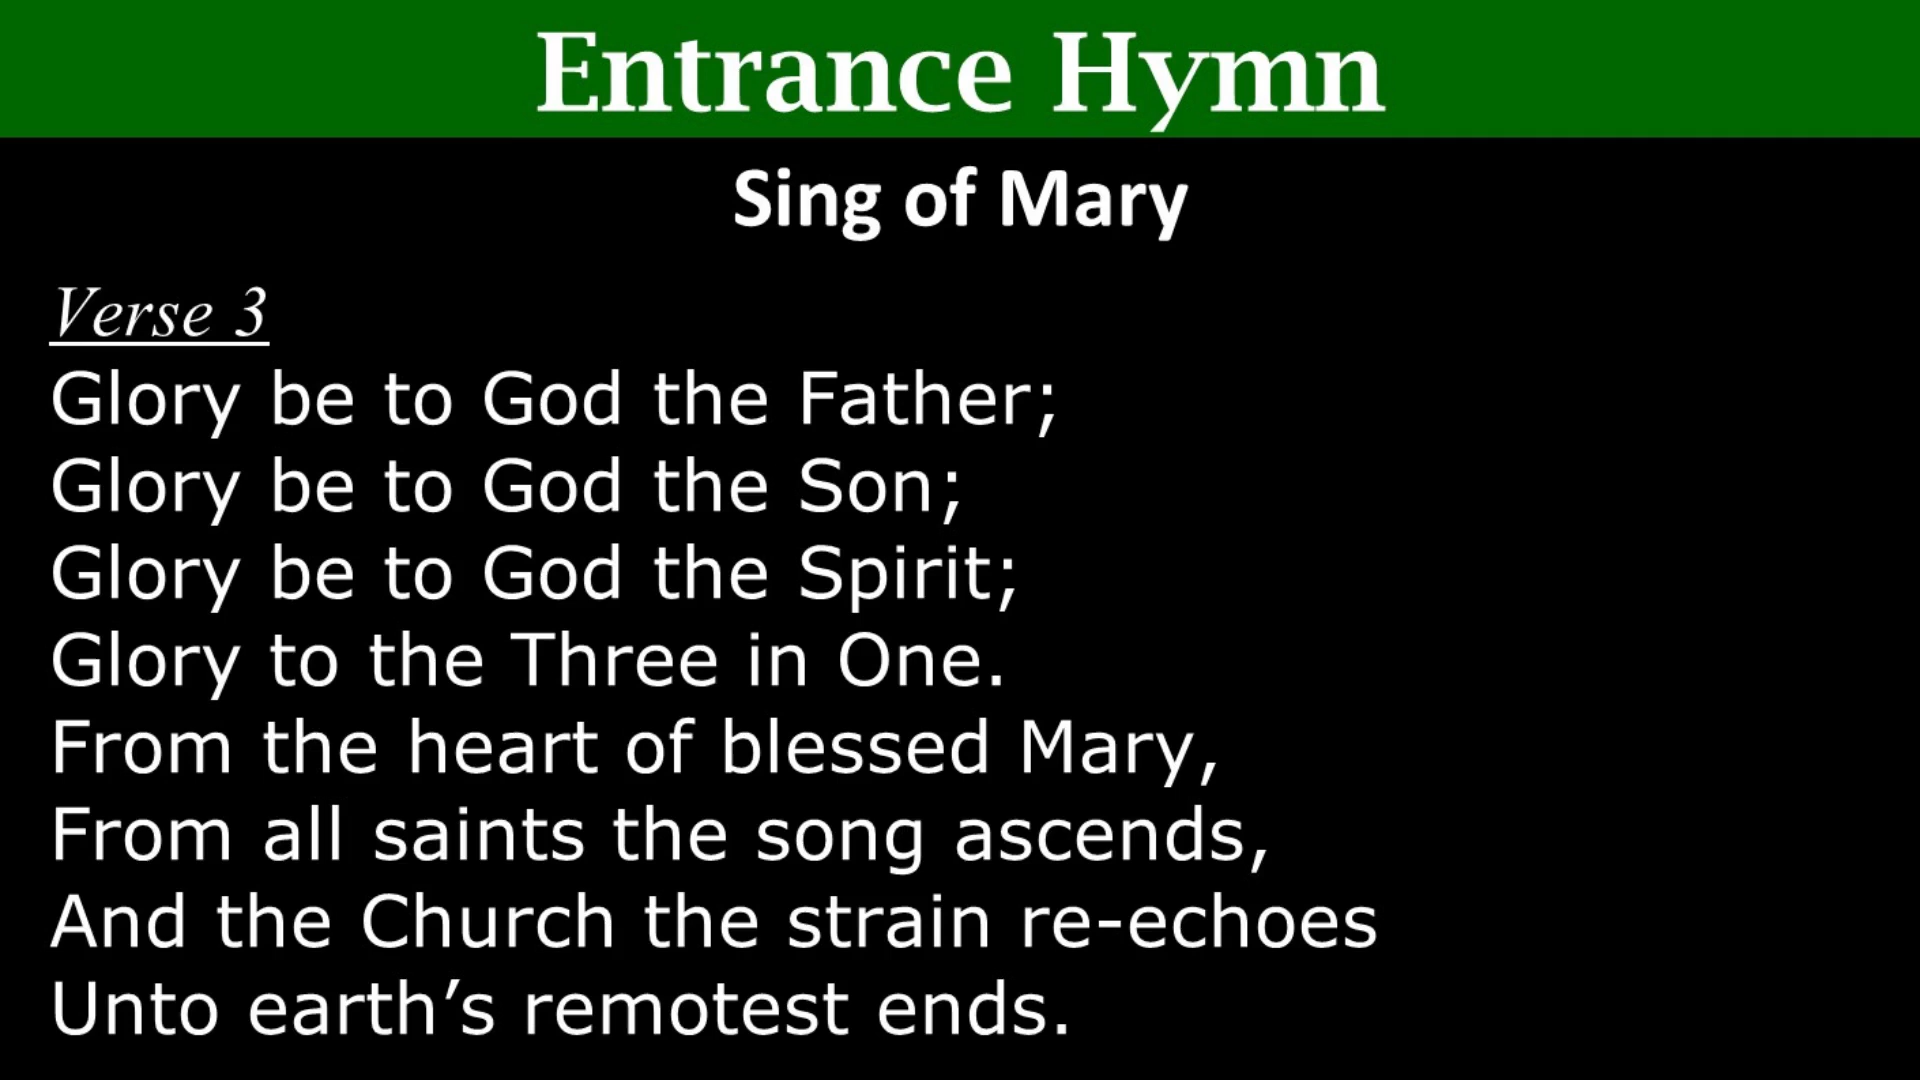 Entrance Hymn
Sing of Mary
Verse 3
Glory be to God the Father;
Glory be to God the Son;
Glory be to God the Spirit;
Glory to the Three in One.
From the heart of blessed Mary,
From all saints the song ascends,
And the Church the strain re-echoes
Unto earth’s remotest ends.